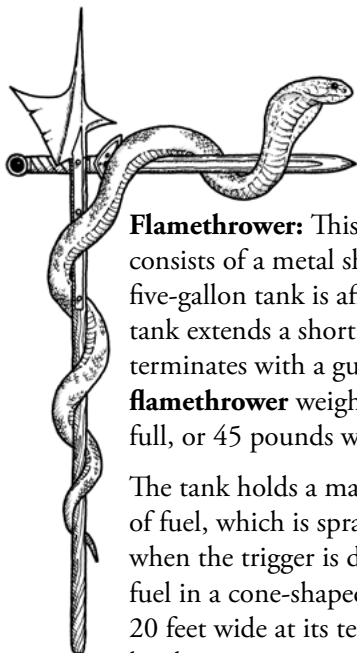 Flamethrower: This
consists of a metal sh
five-gallon tank is af
tank extends a short
terminates with a gu
flamethrower weigh
full, or 45 pounds w
The tank holds a ma
of fuel, which is spra
when the trigger is d
fuel in a cone-shaped
20 feet wide at its te